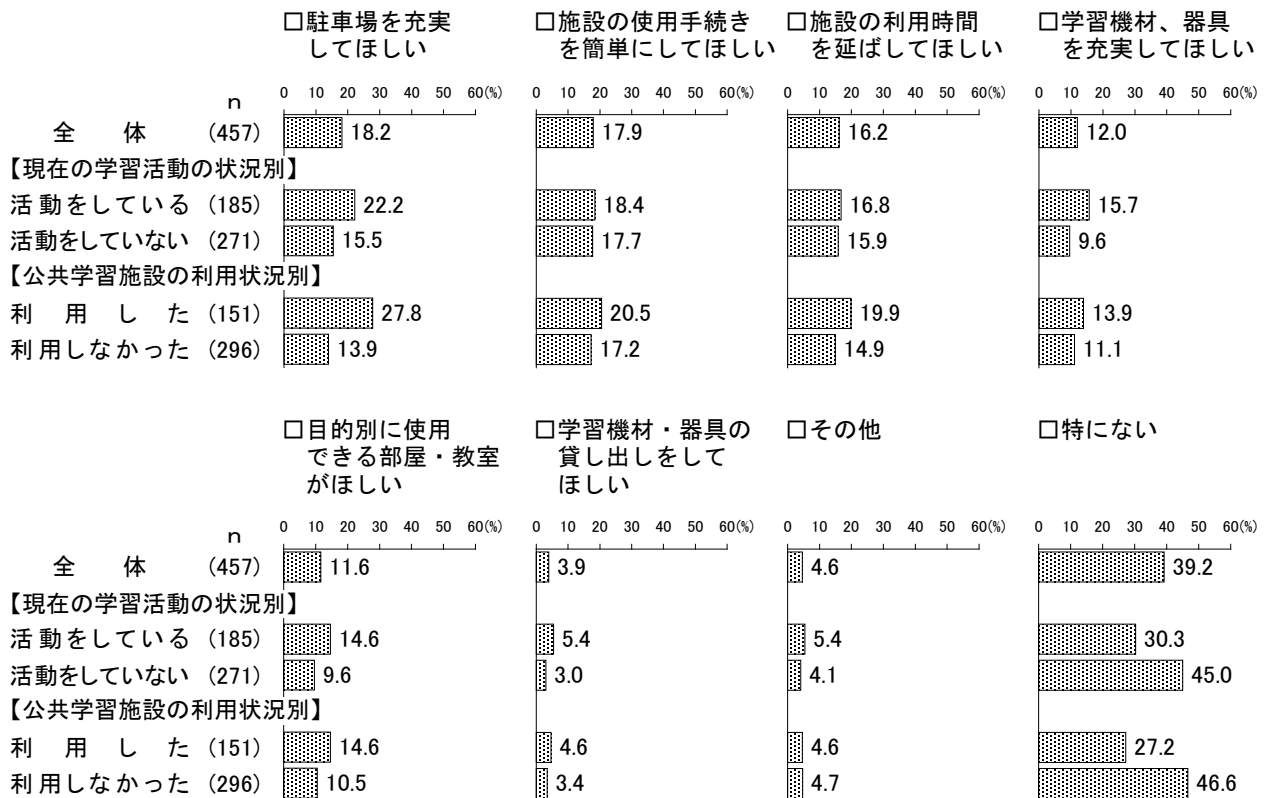 □駐車場を充実
してほしい
□施設の使用手続き
を簡単にしてほしい
□施設の利用時間
を延ばしてほしい
□学習機材、器具
を充実してほしい
n
0 10 20 30 40 50 60(%)
0 10 20 30 40 50 60(%)
0 10 20 30 40 50 60(%)
0 10 20 30 40 50 60(%)
全体 (457) 18.2 17.9 16.2 12.0
【現在の学習活動の状況別】
活動をしている (185) 22.2 18.4 16.8 15.7
活動をしていない (271) 15.5 17.7 15.9 9.6
【公共学習施設の利用状況別】
利用した (151) 27.8 20.5 19.9 13.9
利用しなかった (296) 13.9 17.2 14.9 11.1
□目的別に使用
できる部屋・教室
がほしい
□学習機材・器具の
貸し出しをして
ほしい
□その他
□特にない
n
0 10 20 30 40 50 60(%)
0 10 20 30 40 50 60(%)
0 10 20 30 40 50 60(%)
0 10 20 30 40 50 60(%)
全体 (457) 11.6 3.9 4.6 39.2
【現在の学習活動の状況別】
活動をしている (185) 14.6 5.4 5.4 30.3
活動をしていない (271) 9.6 3.0 4.1 45.0
【公共学習施設の利用状況別】
利用した (151) 14.6 4.6 4.6 27.2
利用しなかった (296) 10.5 3.4 4.7 46.6